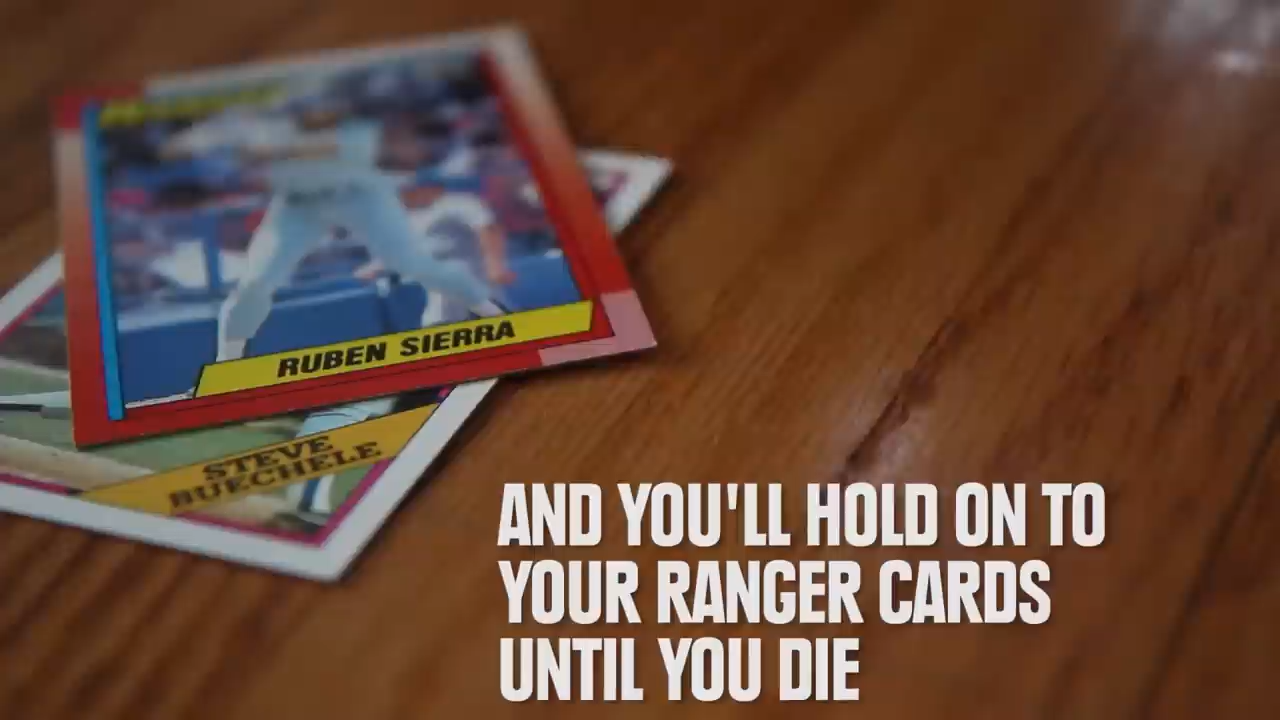 RUBEN SIERRA
STEVE
BUECHELE
AND YOU'LL HOLD ON TO
YOUR RANGER CARDS
UNTIL YOU DIE